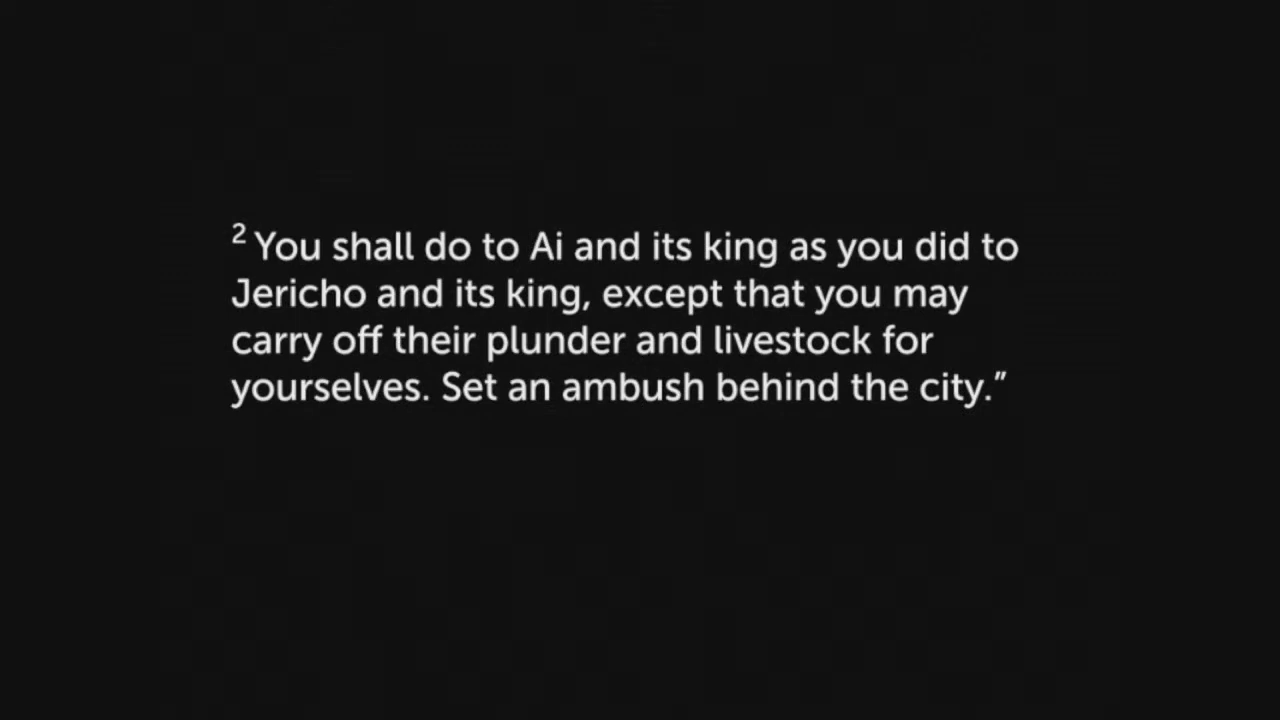 ² You shall do to Ai and its king as you did to
Jericho and its king, except that you may
carry off their plunder and livestock for
yourselves. Set an ambush behind the city.”